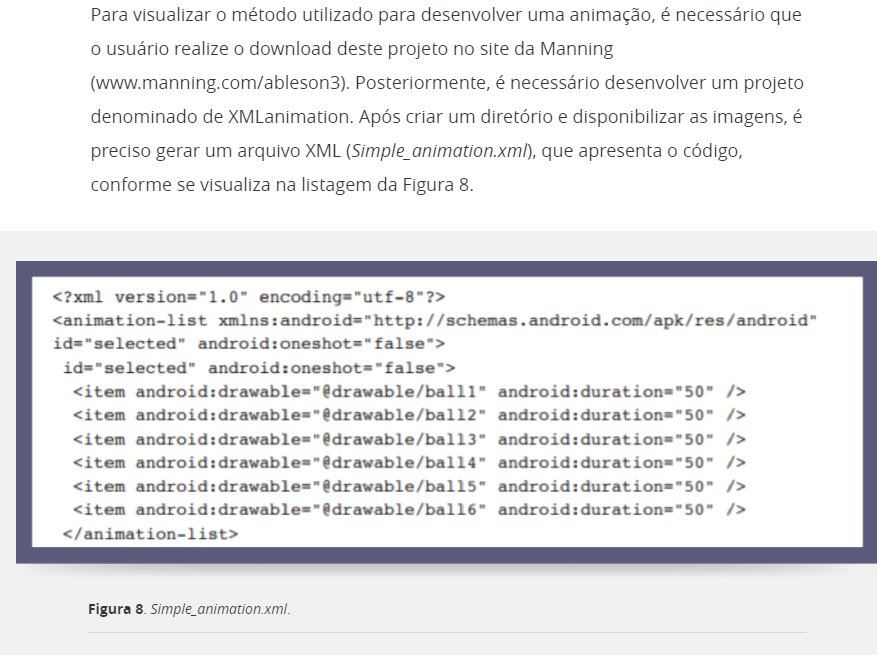 Para visualizar o método utilizado para desenvolver uma animação, é necessário que
o usuário realize o download deste projeto no site da Manning
(www.manning.com/ableson3). Posteriormente, é necessário desenvolver um projeto
denominado de XMLanimation. Após criar um diretório e disponibilizar as imagens, é
preciso gerar um arquivo XML (Simple_animation.xml), que apresenta o código,
conforme se visualiza na listagem da Figura 8.
<?xml version="1.0" encoding="utf-8"?>
<animation-list xmlns:android="http://schemas.android.com/apk/res/android"
id="selected" android:oneshot="false">
id="selected" android:oneshot="false">
<item android:drawable="@drawable/ball1" android:duration="50" />
<item android:drawable="@drawable/ball2" android:duration="50" />
<item android:drawable="@drawable/ball3" android:duration="50" />
<item android:drawable="@drawable/ball4" android:duration="50" />
<item android:drawable="@drawable/ball5" android:duration="50" />
<item android:drawable="@drawable/ball6" android:duration="50" />
</animation-list>
Figura 8. Simple_animation.xml.